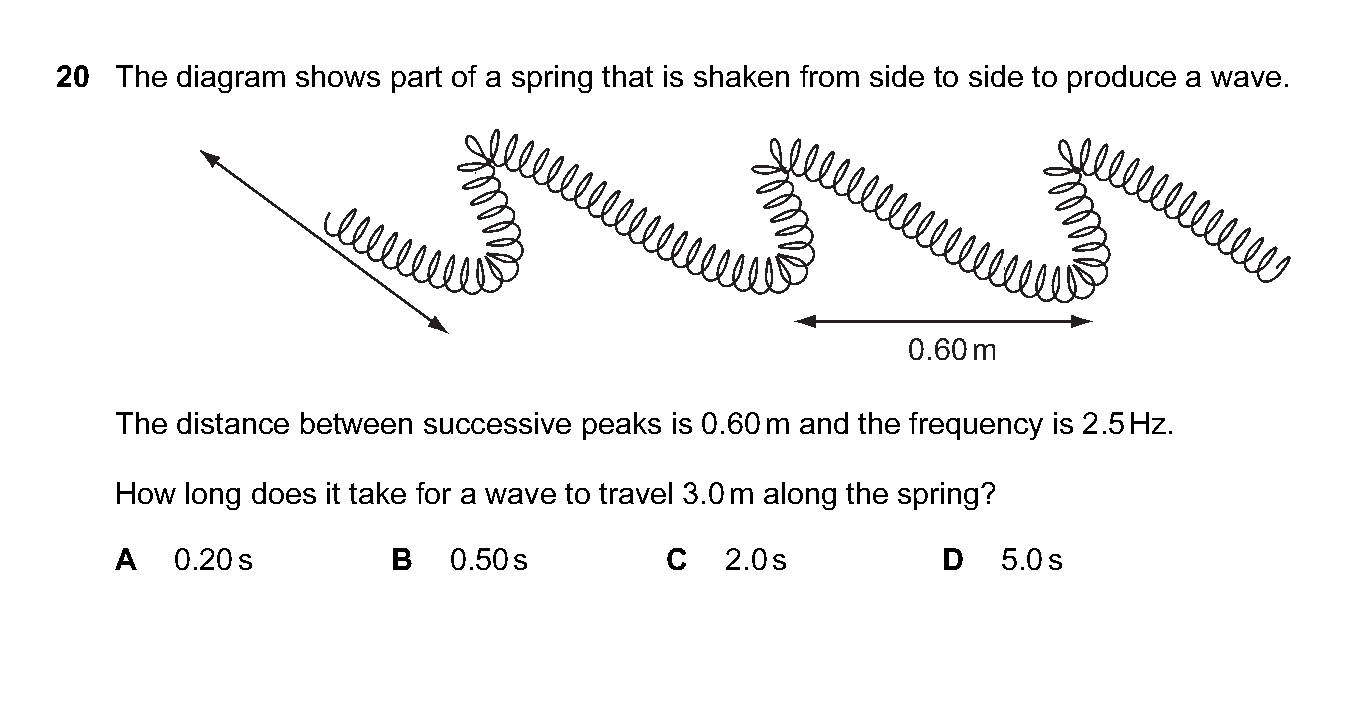 20 The diagram shows part of a spring that is shaken from side to side to produce a wave.
0.60 m
The distance between successive peaks is 0.60 m and the frequency is 2.5 Hz.
How long does it take for a wave to travel 3.0 m along the spring?
A 0.20 s B 0.50 s C 2.0 s D 5.0 s